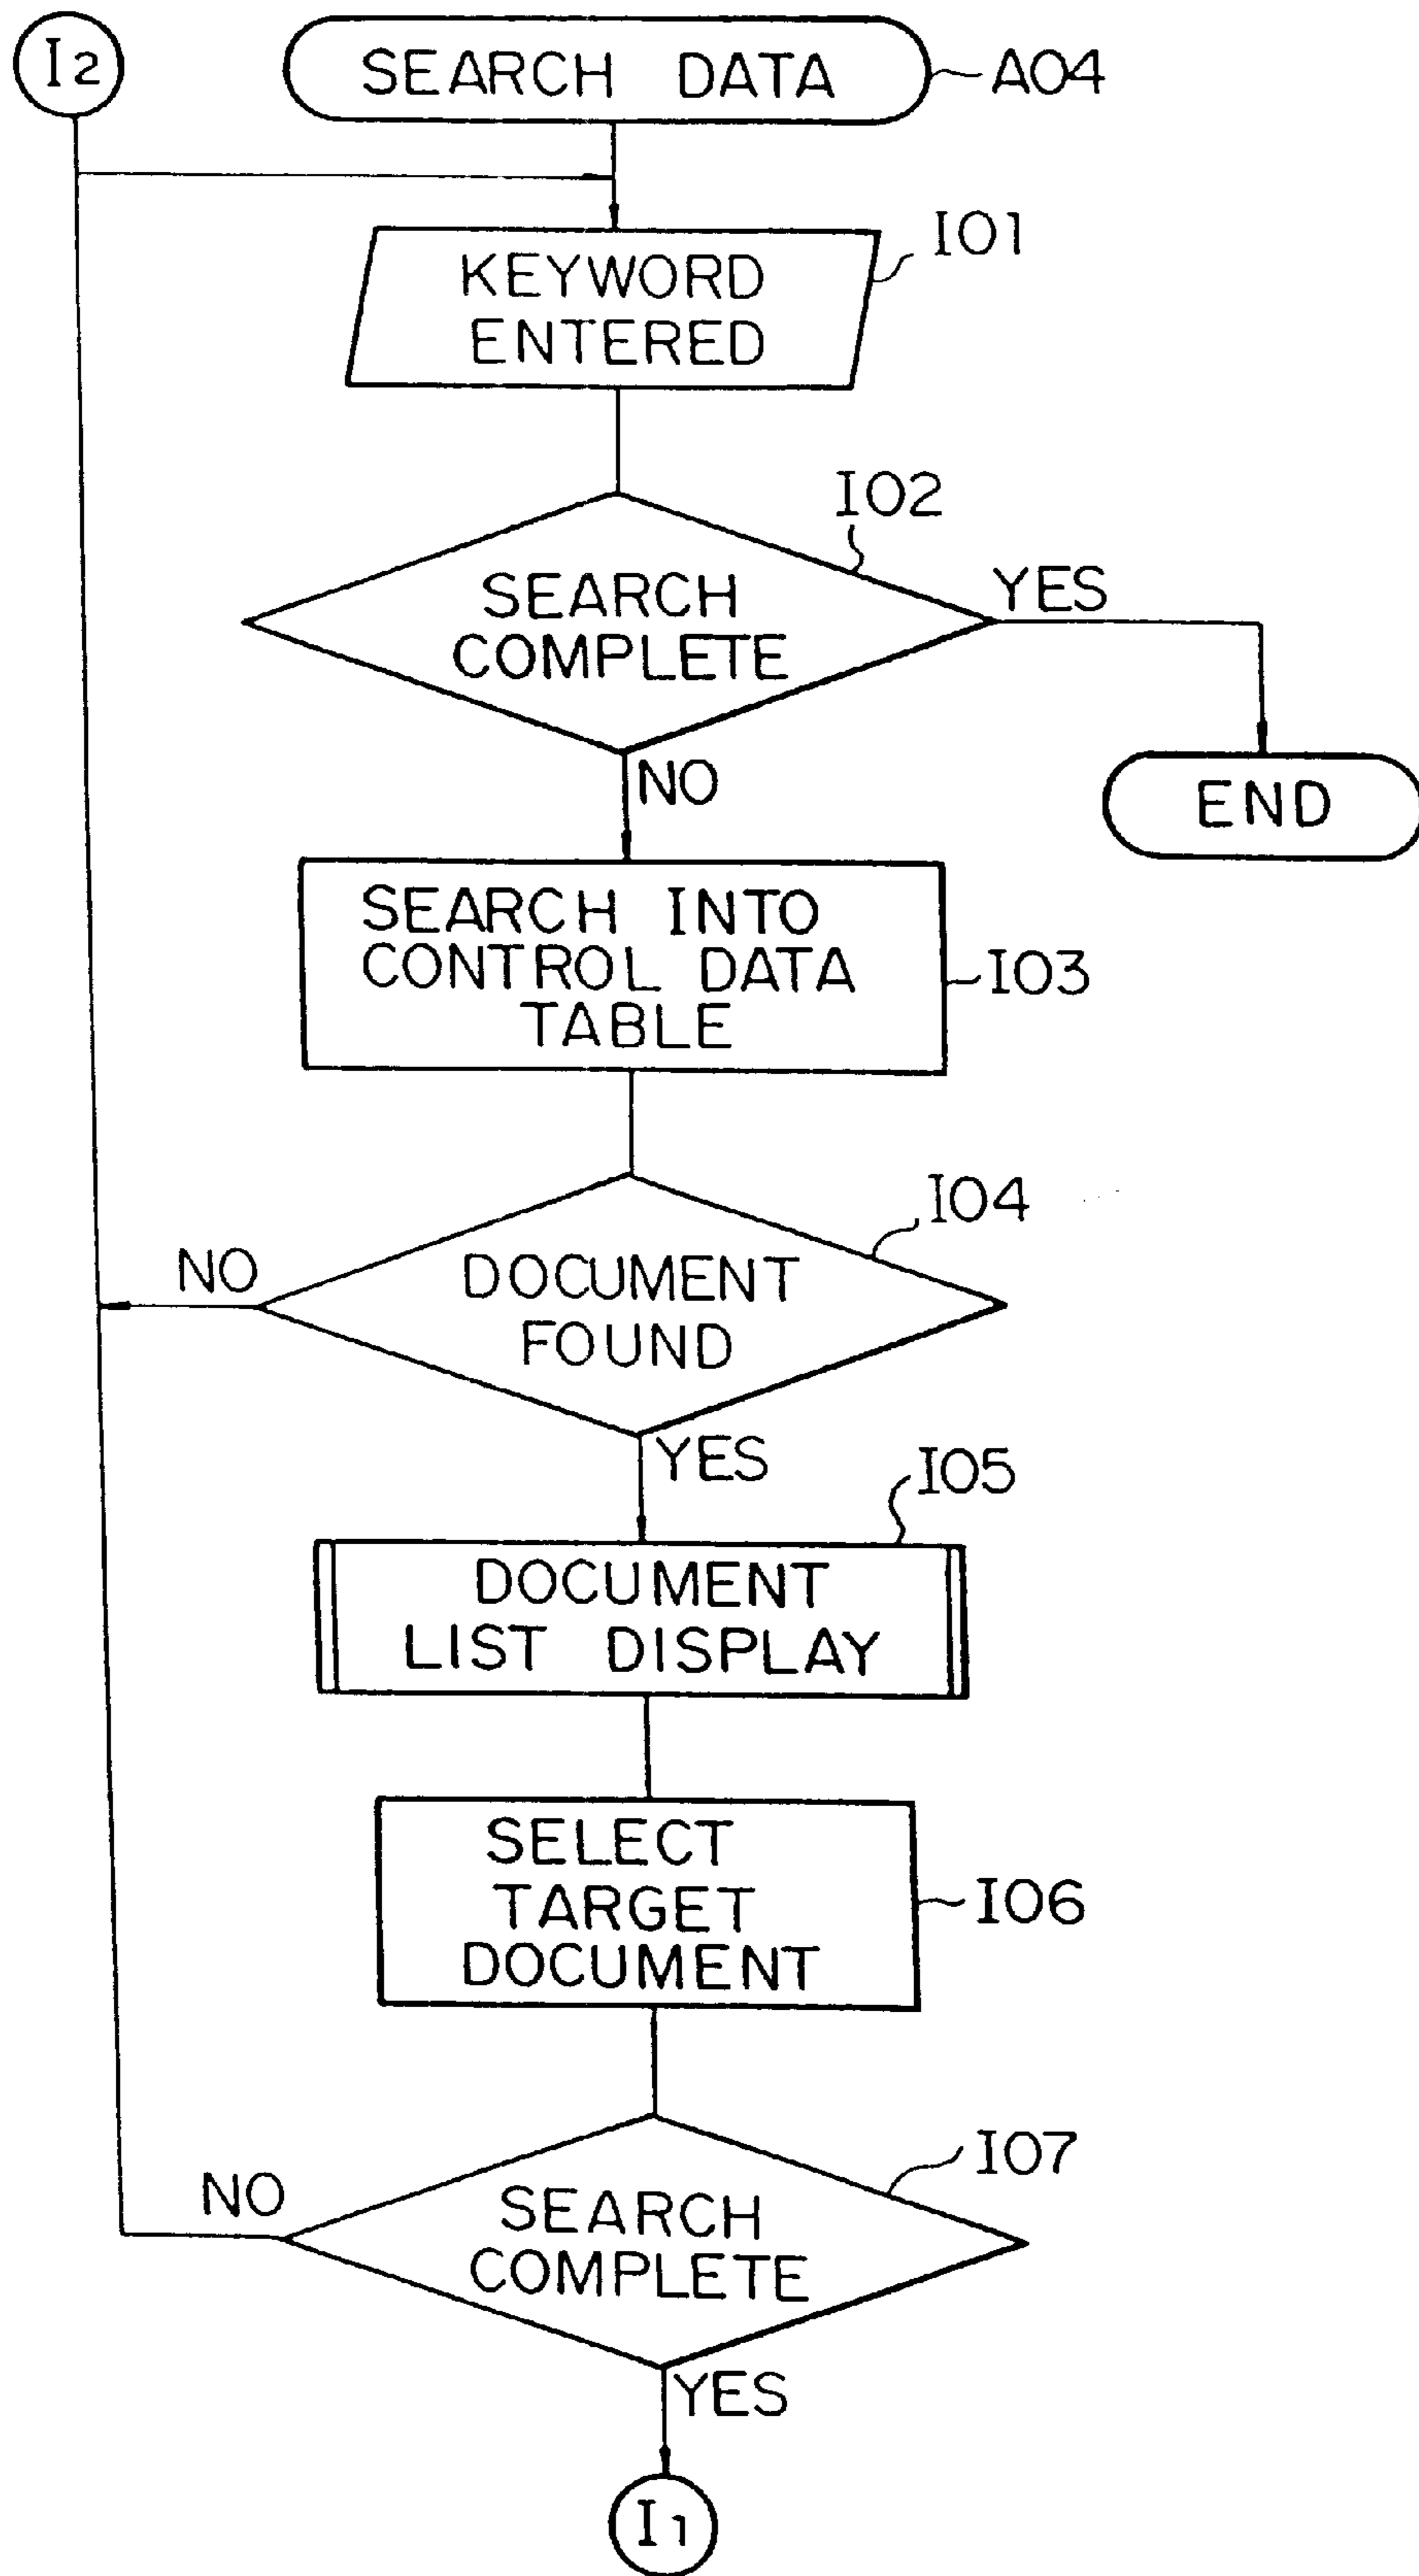 I2
SEARCH DATA
A04
KEYWORD
ENTERED
I01
I02
SEARCH
COMPLETE
YES
NO
END
SEARCH INTO
CONTROL DATA
TABLE
I03
I04
NO
DOCUMENT
FOUND
YES
I05
DOCUMENT
LIST DISPLAY
SELECT
TARGET
DOCUMENT
I06
I07
NO
SEARCH
COMPLETE
YES
I1